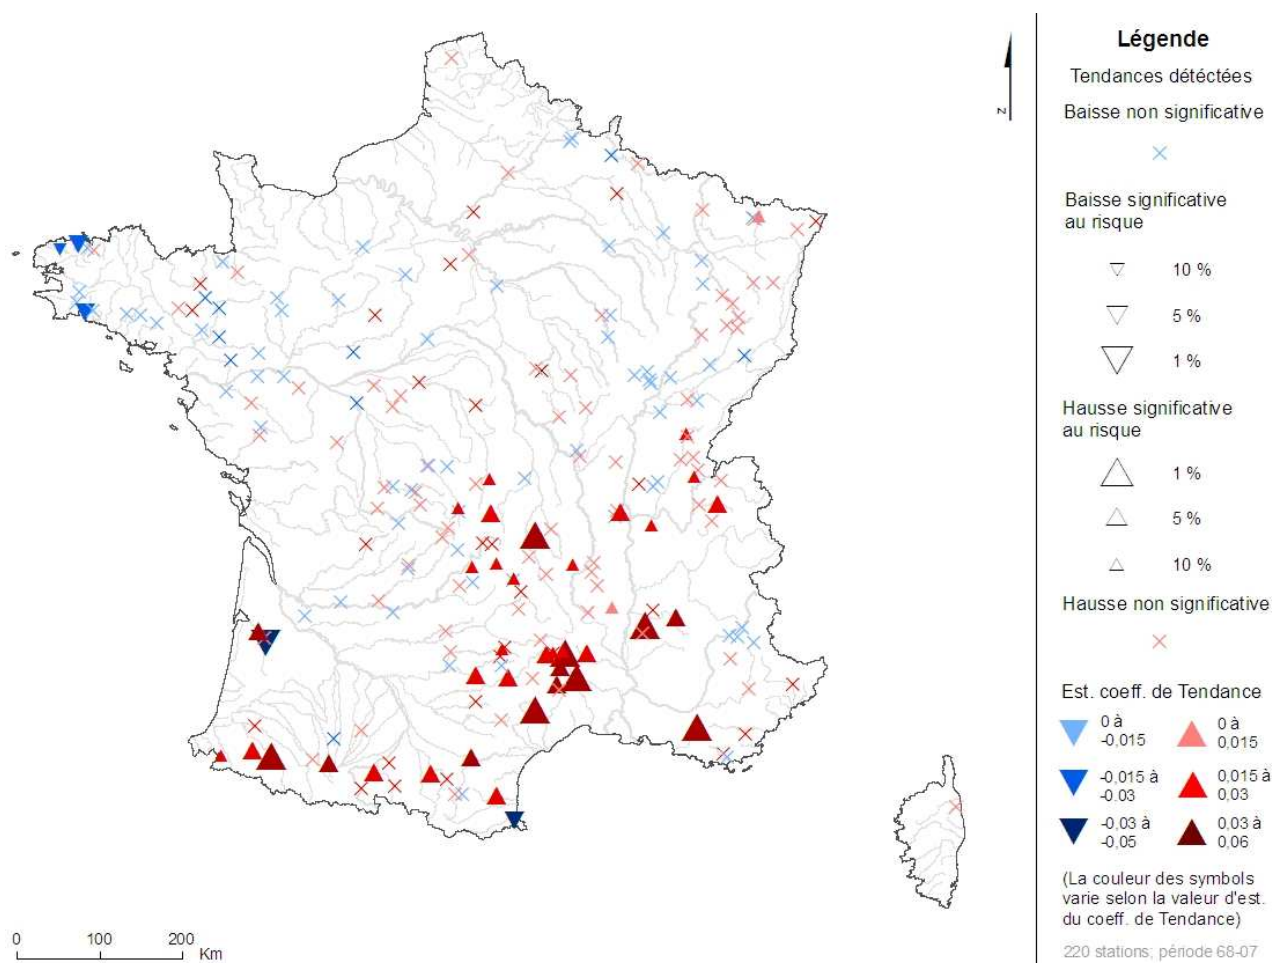 Légende
Tendances détéctées
Baisse non significative
Baisse significative
au risque
10 %
5 %
1 %
Hausse significative
au risque
1 %
5 %
10 %
Hausse non significative
Est. coeff. de Tendance
0 à
-0,015
0 à
0,015
-0,015 à
-0.03
0,015 à
0,03
-0,03 à
-0,05
0,03 à
0,06
(La couleur des symbols
varie selon la valeur d'est.
du coeff. de Tendance)
220 stations; période 68-07
z
0 100 200
Km